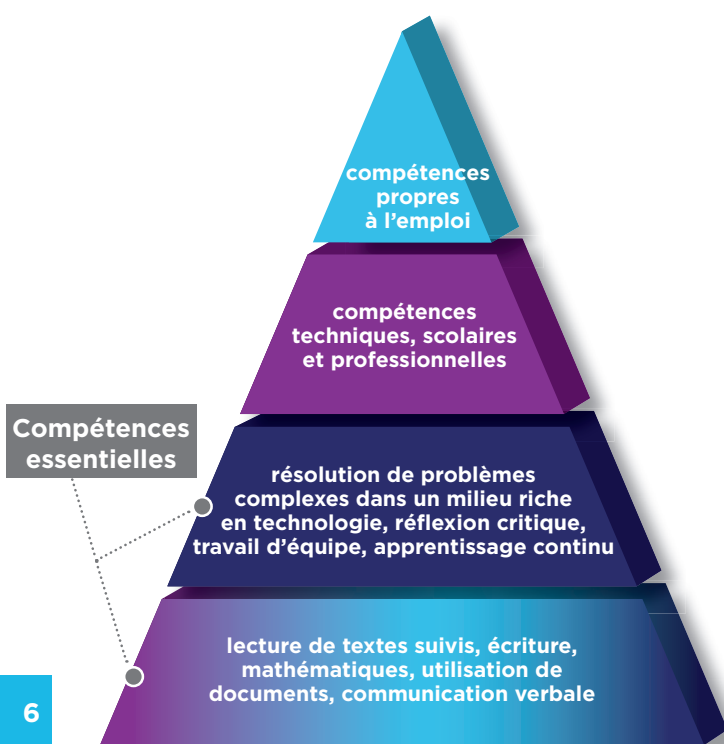 compétences
propres
à l'emploi
compétences
techniques, scolaires
et professionnelles
Compétences
essentielles
résolution de problèmes
complexes dans un milieu riche
en technologie, réflexion critique,
travail d'équipe, apprentissage continu
lecture de textes suivis, écriture,
mathématiques, utilisation de
documents, communication verbale
6